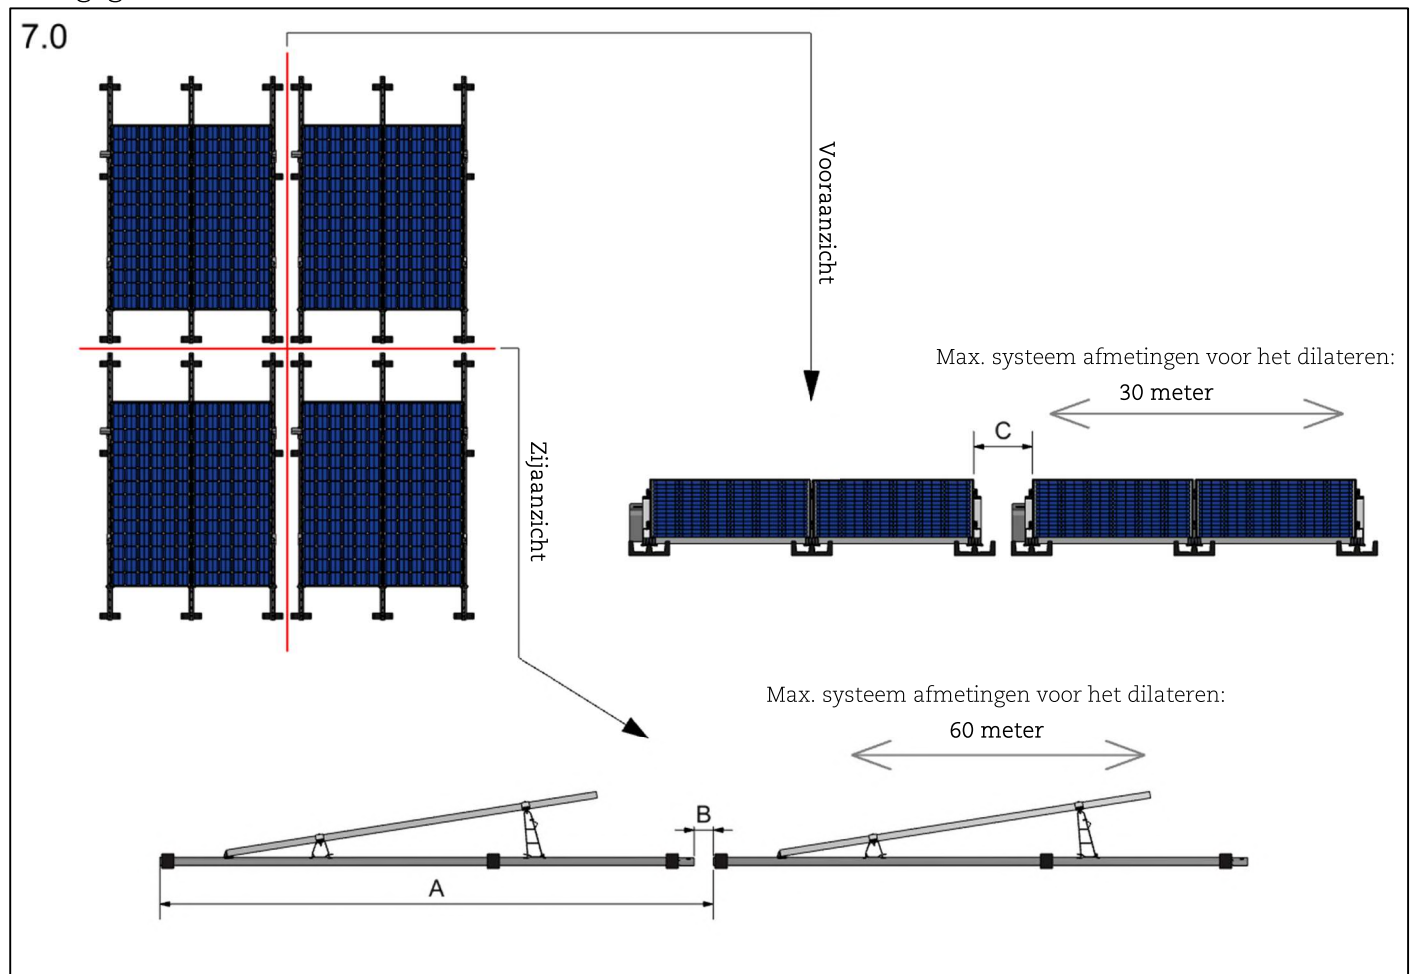 7.0
Vooraanzicht
Max. systeem afmetingen voor het dilateren:
30 meter
C
Zijaanzicht
Max. systeem afmetingen voor het dilateren:
60 meter
B
A